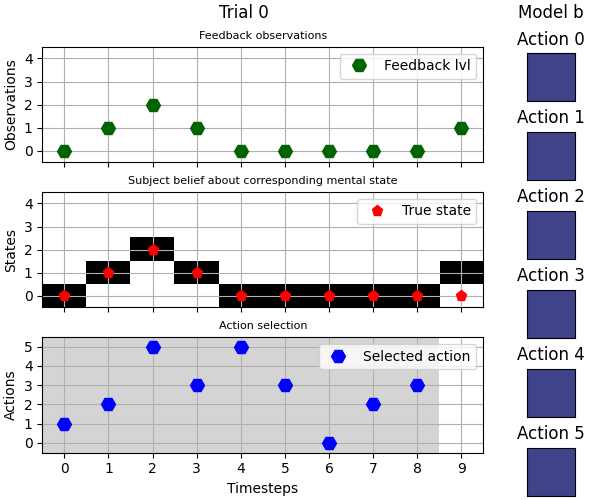 Trial 0
Feedback observations
4
3
2
1
0
Observations
Feedback lvl
Subject belief about corresponding mental state
4
3
2
1
0
States
True state
Action selection
5
4
3
2
1
0
Actions
Selected action
0 1 2 3 4 5 6 7 8 9
Timesteps
Model b
Action 0
Action 1
Action 2
Action 3
Action 4
Action 5